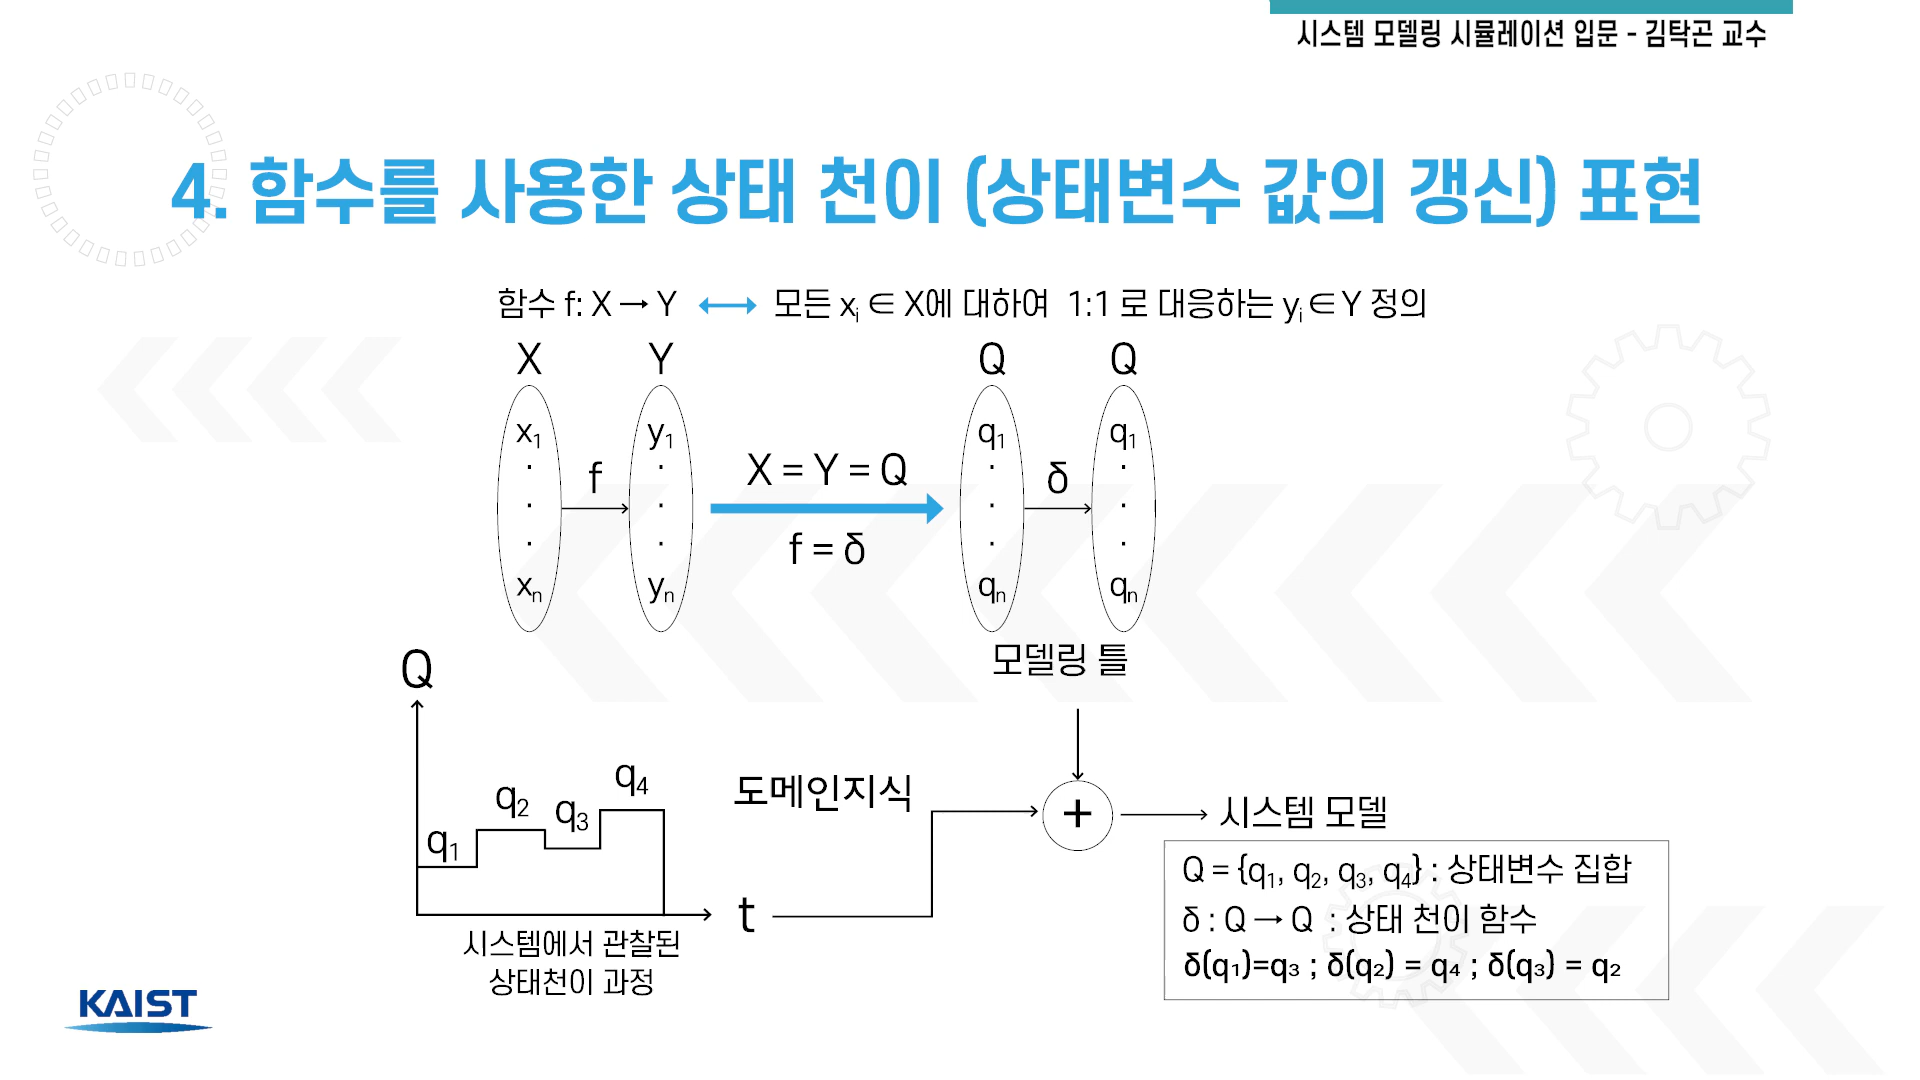 시스템 모델링 시뮬레이션 입문 - 김탁곤 교수
4. 함수를 사용한 상태 천이 (상태변수 값의 갱신) 표현
함수 f: X → Y ↔ 모든 xᵢ ∈ X에 대하여 1:1 로 대응하는 yᵢ ∈ Y 정의
X Y Q Q
x₁ y₁ q₁ q₁
f X = Y = Q δ
f = δ
xₙ yₙ qₙ qₙ
모델링 틀
Q
q₁ q₂ q₃ q₄
도메인지식
t
+
시스템 모델
시스템에서 관찰된
상태천이 과정
Q = {q₁, q₂, q₃, q₄} : 상태변수 집합
δ : Q → Q : 상태 천이 함수
δ(q₁)=q₃ ; δ(q₂) = q₄ ; δ(q₃) = q₂
KAIST